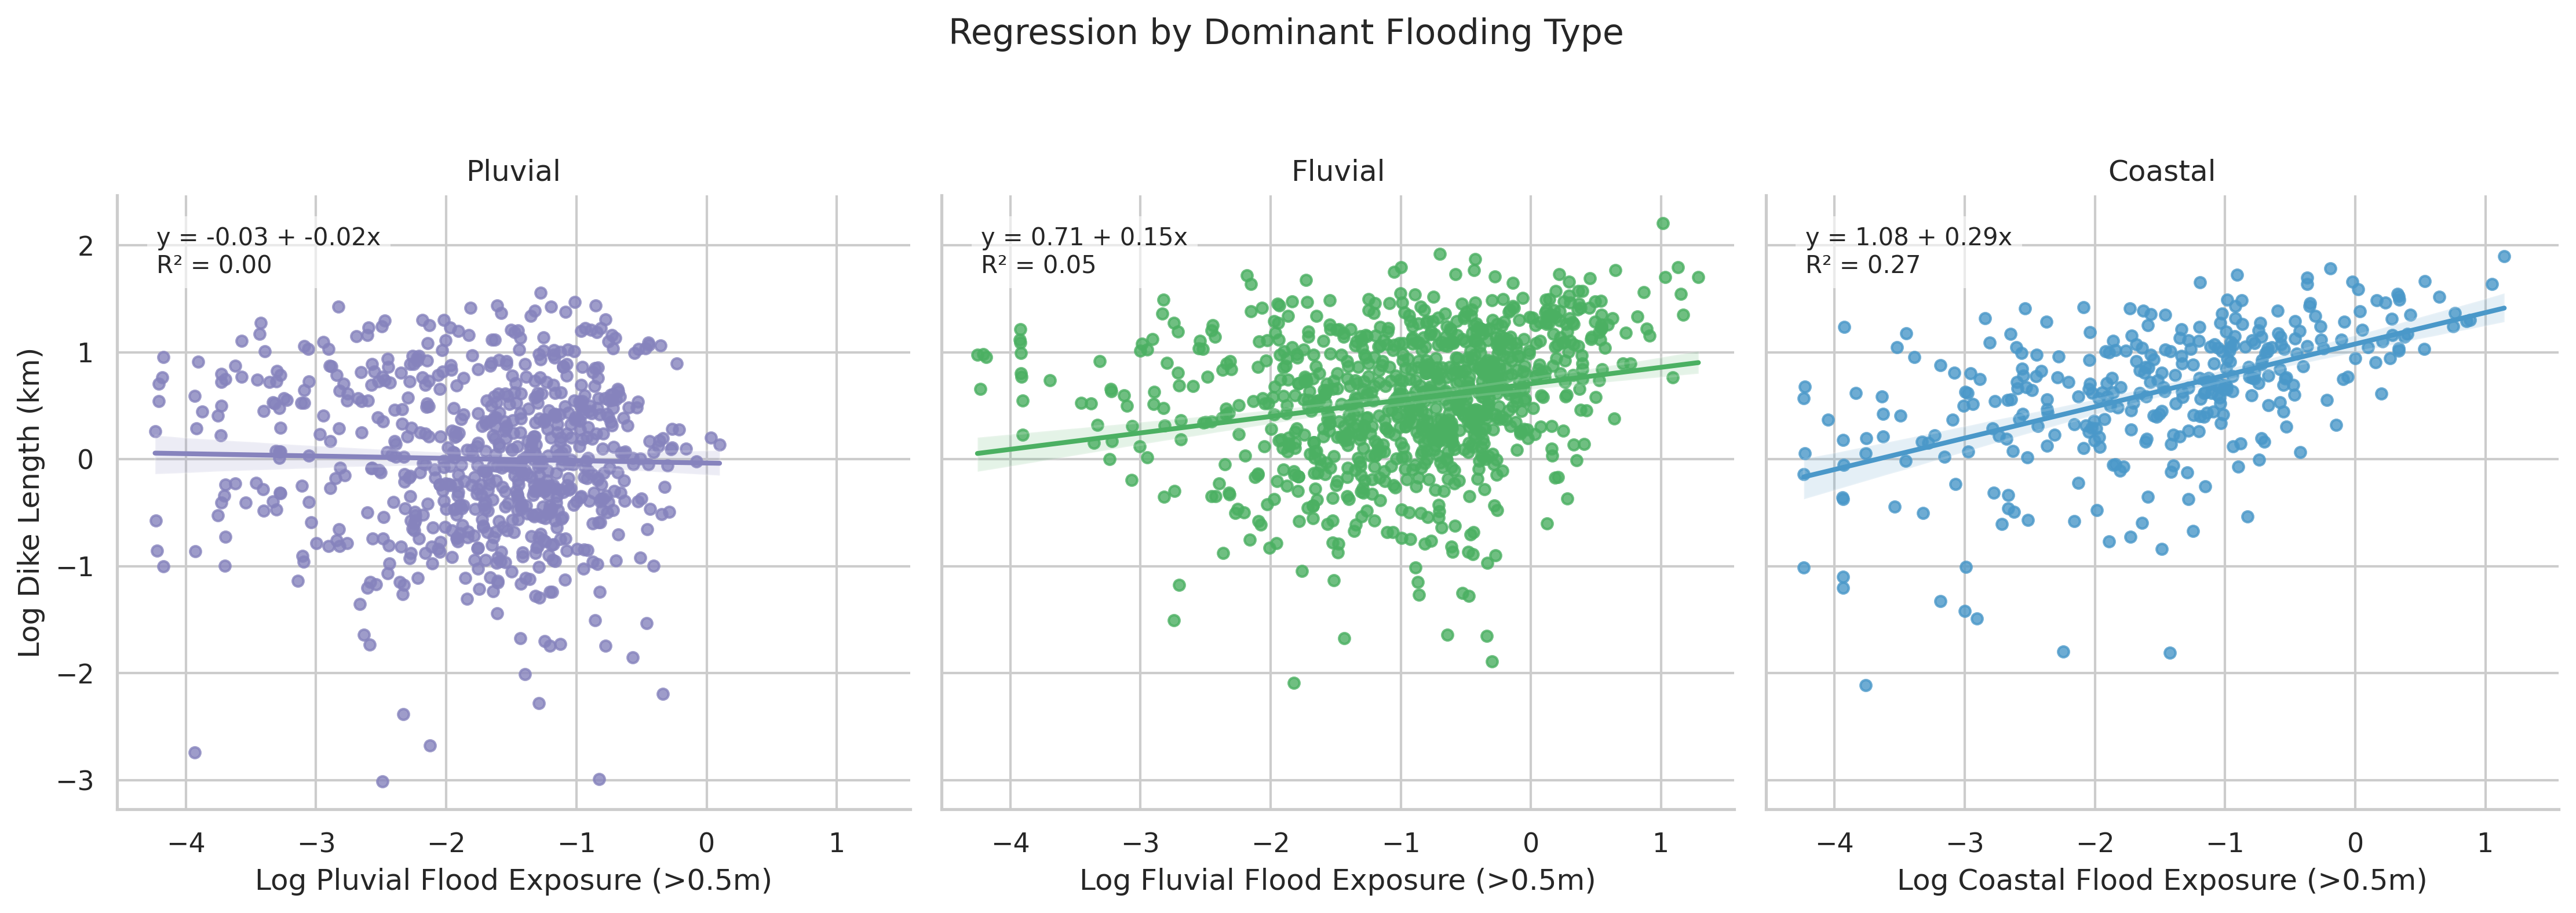 Regression by Dominant Flooding Type
Pluvial
Fluvial
Coastal
y = -0.03 + -0.02x
R² = 0.00
y = 0.71 + 0.15x
R² = 0.05
y = 1.08 + 0.29x
R² = 0.27
Log Dike Length (km)
2
1
0
−1
−2
−3
−4 −3 −2 −1 0 1
−4 −3 −2 −1 0 1
−4 −3 −2 −1 0 1
Log Pluvial Flood Exposure (>0.5m)
Log Fluvial Flood Exposure (>0.5m)
Log Coastal Flood Exposure (>0.5m)